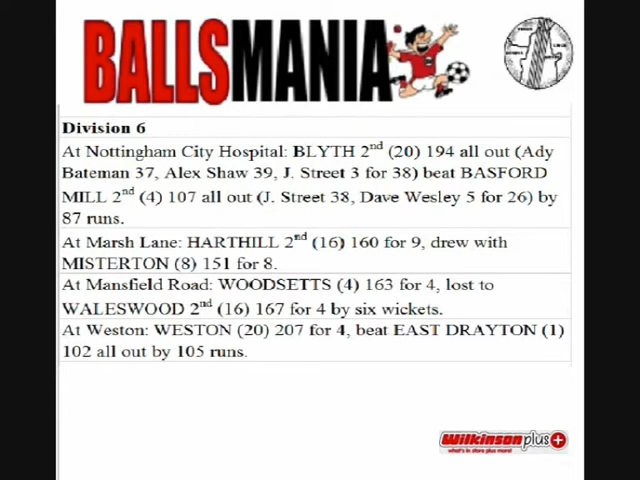 BALLSMANIA
Division 6
At Nottingham City Hospital: BLYTH 2nd (20) 194 all out (Ady
Bateman 37, Alex Shaw 39, J. Street 3 for 38) beat BASFORD
MILL 2nd (4) 107 all out (J. Street 38, Dave Wesley 5 for 26) by
87 runs.
At Marsh Lane: HARTHILL 2nd (16) 160 for 9, drew with
MISTERTON (8) 151 for 8.
At Mansfield Road: WOODSETTS (4) 163 for 4, lost to
WALESWOOD 2nd (16) 167 for 4 by six wickets.
At Weston: WESTON (20) 207 for 4, beat EAST DRAYTON (1)
102 all out by 105 runs.
Wilkinson plus+
what's in store plus more!